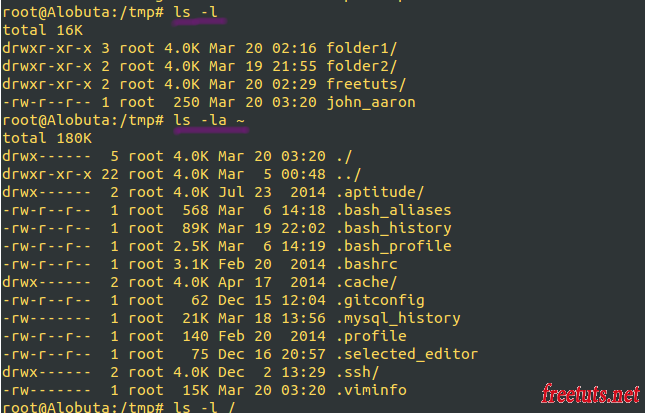 root@Alobuta:/tmp# ls -l
total 16K
drwxr-xr-x 3 root 4.0K Mar 20 02:16 folder1/
drwxr-xr-x 2 root 4.0K Mar 19 21:55 folder2/
drwxr-xr-x 2 root 4.0K Mar 20 02:29 freetuts/
-rw-r--r-- 1 root  250 Mar 20 03:20 john_aaron
root@Alobuta:/tmp# ls -la ~
total 180K
drwx------  5 root 4.0K Mar 20 03:20 ./
drwxr-xr-x 22 root 4.0K Mar  5 00:48 ../
drwx------  2 root 4.0K Jul 23  2014 .aptitude/
-rw-r--r--  1 root  568 Mar  6 14:18 .bash_aliases
-rw-r--r--  1 root  89K Mar 19 22:02 .bash_history
-rw-r--r--  1 root 2.5K Mar  6 14:19 .bash_profile
-rw-r--r--  1 root 3.1K Feb 20  2014 .bashrc
drwx------  2 root 4.0K Apr 17  2014 .cache/
-rw-r--r--  1 root   62 Dec 15 12:04 .gitconfig
-rw-------  1 root  21K Mar 18 13:56 .mysql_history
-rw-r--r--  1 root  140 Feb 20  2014 .profile
-rw-r--r--  1 root   75 Dec 16 20:57 .selected_editor
drwx------  2 root 4.0K Dec  2 13:29 .ssh/
-rw-------  1 root  15K Mar 20 03:20 .viminfo
root@Alobuta:/tmp# ls -l /
freetuts.net